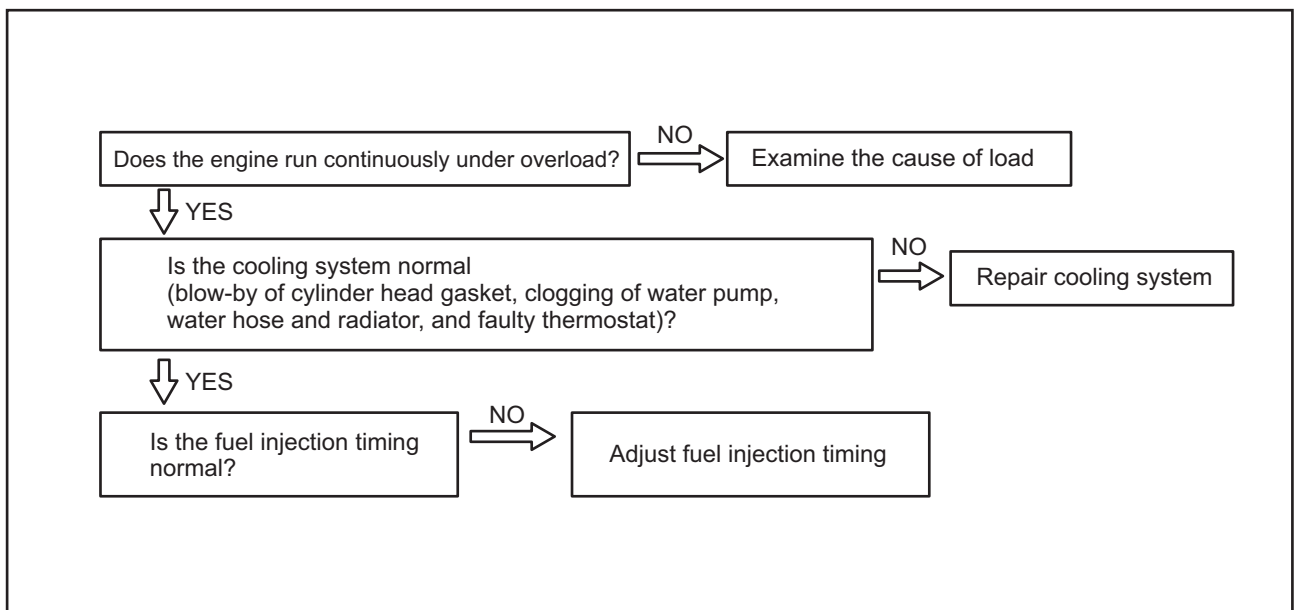 Does the engine run continuously under overload?
NO
Examine the cause of load
YES
Is the cooling system normal
(blow-by of cylinder head gasket, clogging of water pump,
water hose and radiator, and faulty thermostat)?
NO
Repair cooling system
YES
Is the fuel injection timing
normal?
NO
Adjust fuel injection timing